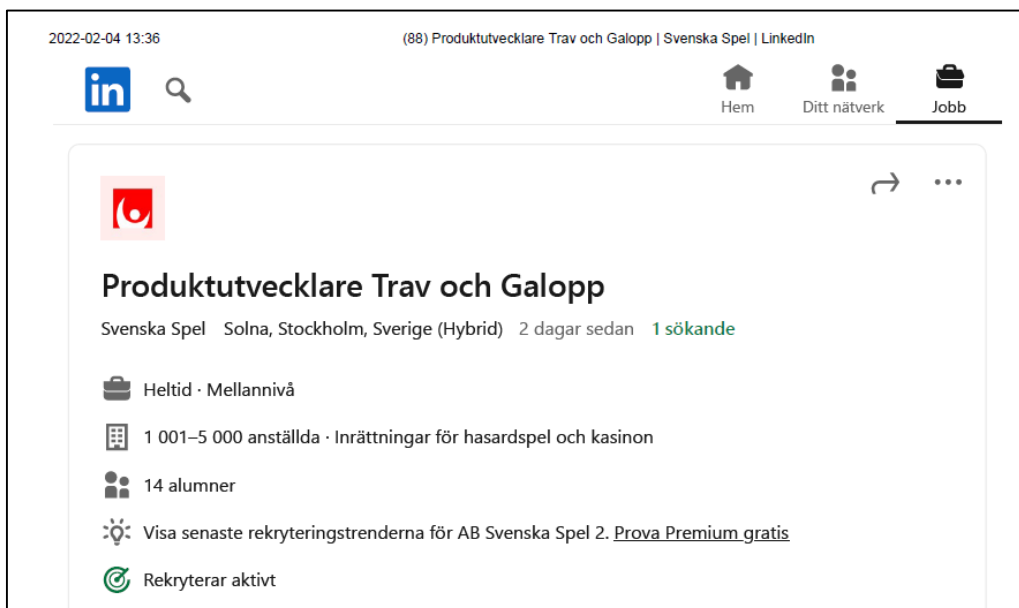 2022-02-04 13:36 (88) Produktutvecklare Trav och Galopp | Svenska Spel | LinkedIn
in
Hem Ditt nätverk Jobb
Produktutvecklare Trav och Galopp
Svenska Spel Solna, Stockholm, Sverige (Hybrid) 2 dagar sedan 1 sökande
Heltid · Mellannivå
1 001–5 000 anställda · Inrättningar för hasardspel och kasinon
14 alumner
Visa senaste rekryteringstrenderna för AB Svenska Spel 2. Prova Premium gratis
Rekryterar aktivt